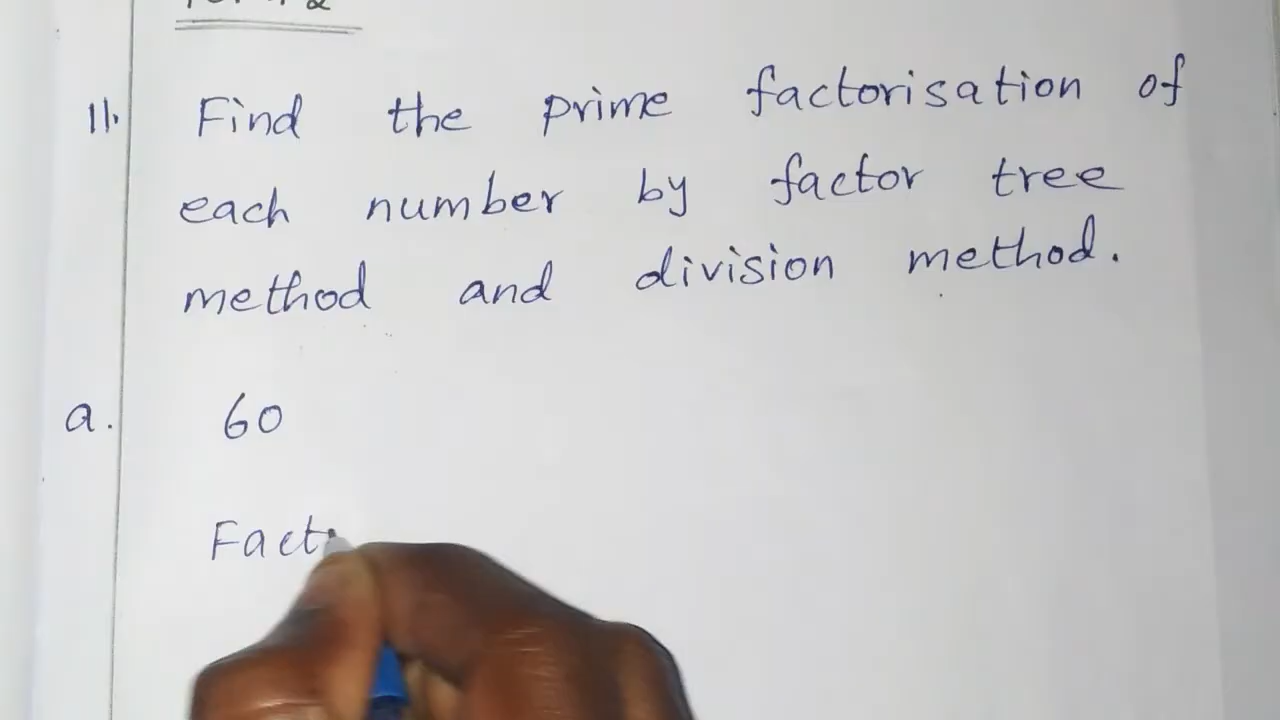 11. Find the prime factorisation of
each number by factor tree
method and division method.
a. 60
Fact